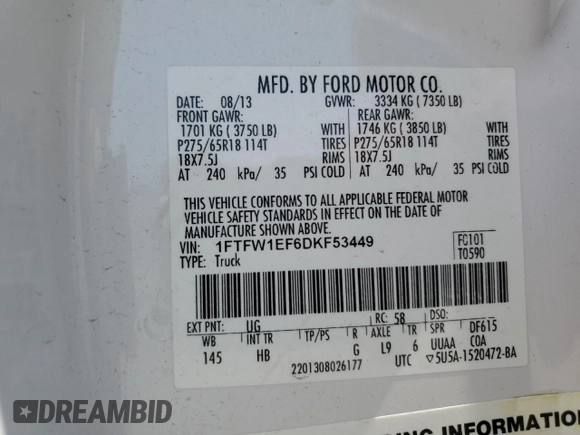 MFD. BY FORD MOTOR CO.
DATE: 08/13 GVWR: 3334 KG ( 7350 LB)
FRONT GAWR: REAR GAWR:
1701 KG ( 3750 LB) WITH 1746 KG ( 3850 LB) WITH
P275/65R18 114T TIRES P275/65R18 114T TIRES
18X7.5J RIMS 18X7.5J RIMS
AT 240 kPa/ 35 PSI COLD AT 240 kPa/ 35 PSI COLD
THIS VEHICLE CONFORMS TO ALL APPLICABLE FEDERAL MOTOR
VEHICLE SAFETY STANDARDS IN EFFECT ON THE DATE OF
MANUFACTURE SHOWN ABOVE.
VIN: 1FTFW1EF6DKF53449 FC101
TYPE: Truck T0590
EXT PNT: UG RC: 58 DSO:
WB INT TR TP/PS R AXLE TR SPR DF615
145 HB G L9 6 UUAA COA
2201308026177 UTC ▽5U5A-1520472-BA
DREAMBID
ING INFORMATION